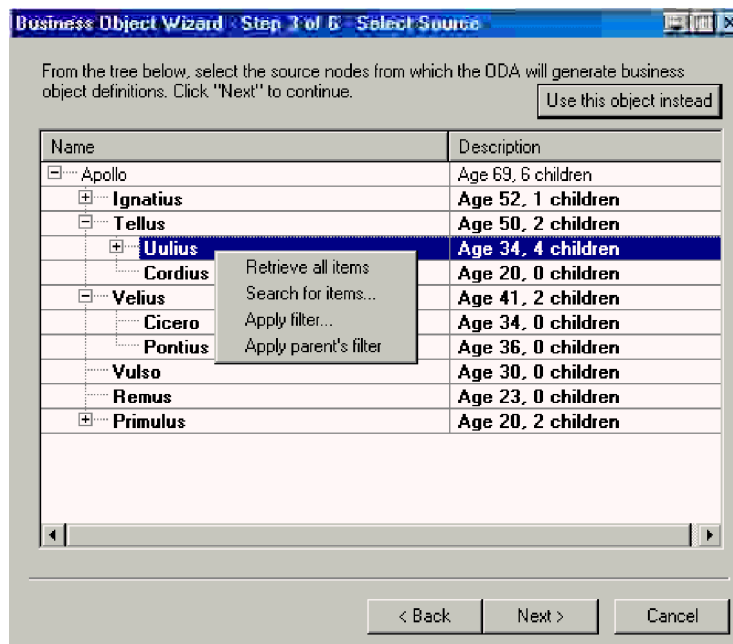 Business Object Wizard - Step 3 of 6 - Select Source
From the tree below, select the source nodes from which the ODA will generate business
object definitions. Click "Next" to continue.
Use this object instead
Name Description
Apollo Age 69, 6 children
Ignatius Age 52, 1 children
Tellus Age 50, 2 children
Uulius Age 34, 4 children
Cordius Age 20, 0 children
Velius Age 41, 2 children
Cicero Age 34, 0 children
Pontius Age 36, 0 children
Vulso Age 30, 0 children
Remus Age 23, 0 children
Primulus Age 20, 2 children
Retrieve all items
Search for items...
Apply filter...
Apply parent's filter
< Back Next > Cancel